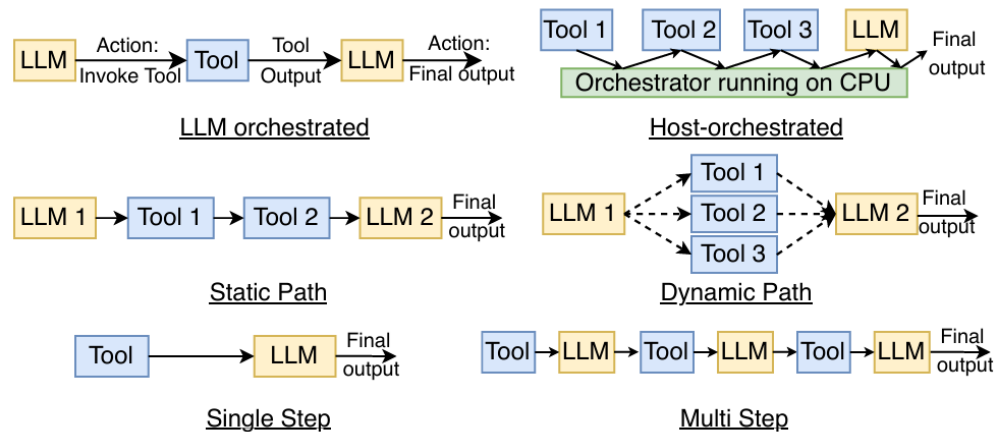 LLM
Action:
Invoke Tool
Tool
Tool
Output
LLM
Action:
Final output
LLM orchestrated
Tool 1
Tool 2
Tool 3
LLM
Final
output
Orchestrator running on CPU
Host-orchestrated
LLM 1
Tool 1
Tool 2
LLM 2
Final
output
Static Path
LLM 1
Tool 1
Tool 2
Tool 3
LLM 2
Final
output
Dynamic Path
Tool
LLM
Final
output
Single Step
Tool
LLM
Tool
LLM
Tool
LLM
Final
output
Multi Step